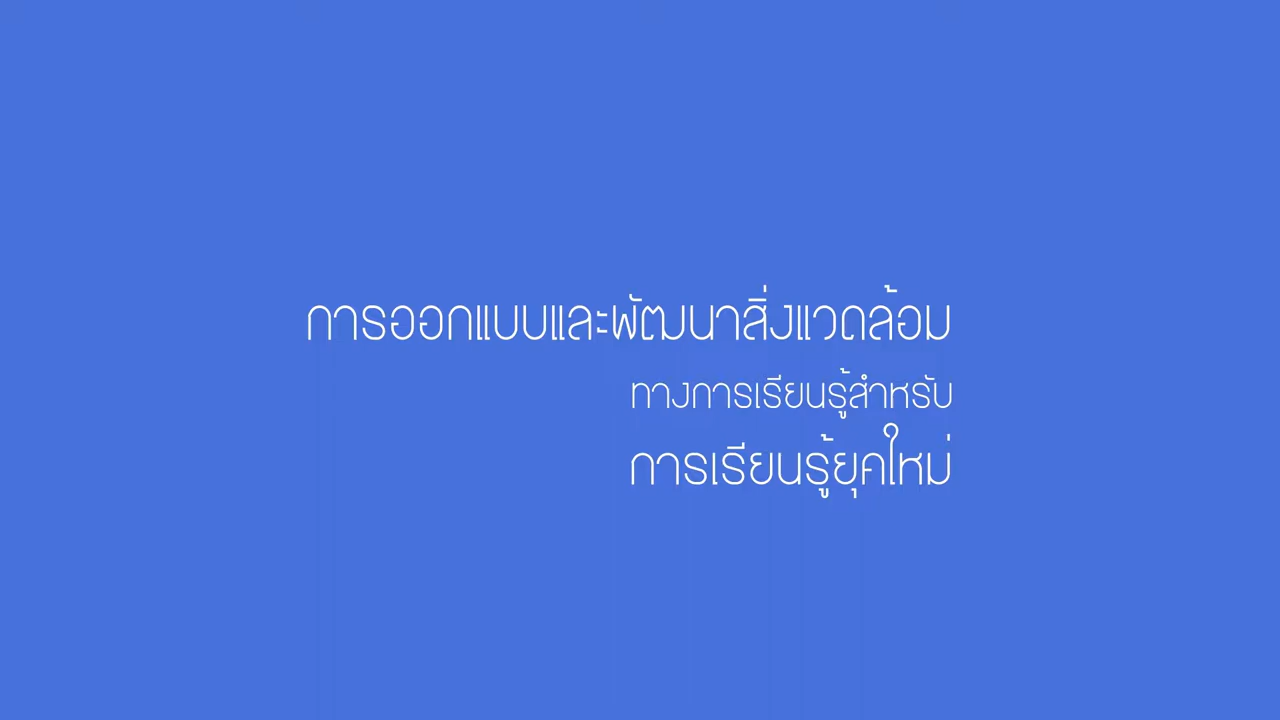 การออกแบบและพัฒนาสิ่งแวดล้อม
ทางการเรียนรู้สำหรับ
การเรียนรู้ยุคใหม่